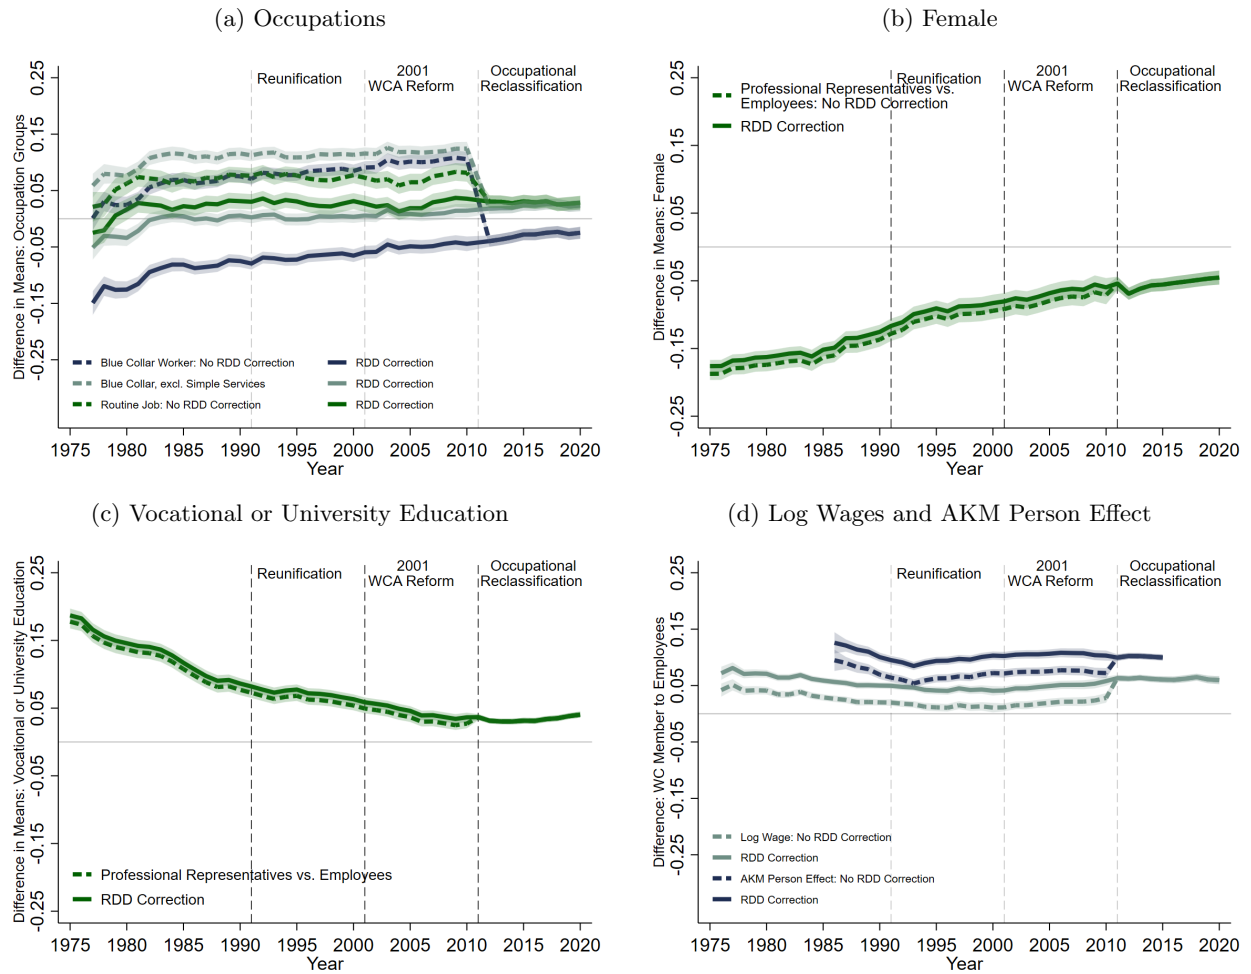 (a) Occupations
Difference in Means: Occupation Groups
0.25
0.15
0.05
-0.05
-0.15
-0.25
Reunification
2001
WCA Reform
Occupational
Reclassification
Blue Collar Worker: No RDD Correction
RDD Correction
Blue Collar, excl. Simple Services
RDD Correction
Routine Job: No RDD Correction
RDD Correction
1975 1980 1985 1990 1995 2000 2005 2010 2015 2020
Year
(b) Female
Difference in Means: Female
0.25
0.15
0.05
-0.05
-0.15
-0.25
Reunification
2001
WCA Reform
Occupational
Reclassification
Professional Representatives vs.
Employees: No RDD Correction
RDD Correction
1975 1980 1985 1990 1995 2000 2005 2010 2015 2020
Year
(c) Vocational or University Education
Difference in Means: Vocational or University Education
0.25
0.15
0.05
-0.05
-0.15
-0.25
Reunification
2001
WCA Reform
Occupational
Reclassification
Professional Representatives vs. Employees
RDD Correction
1975 1980 1985 1990 1995 2000 2005 2010 2015 2020
Year
(d) Log Wages and AKM Person Effect
Difference: WC Member to Employees
0.25
0.15
0.05
-0.05
-0.15
-0.25
Reunification
2001
WCA Reform
Occupational
Reclassification
Log Wage: No RDD Correction
RDD Correction
AKM Person Effect: No RDD Correction
RDD Correction
1975 1980 1985 1990 1995 2000 2005 2010 2015 2020
Year